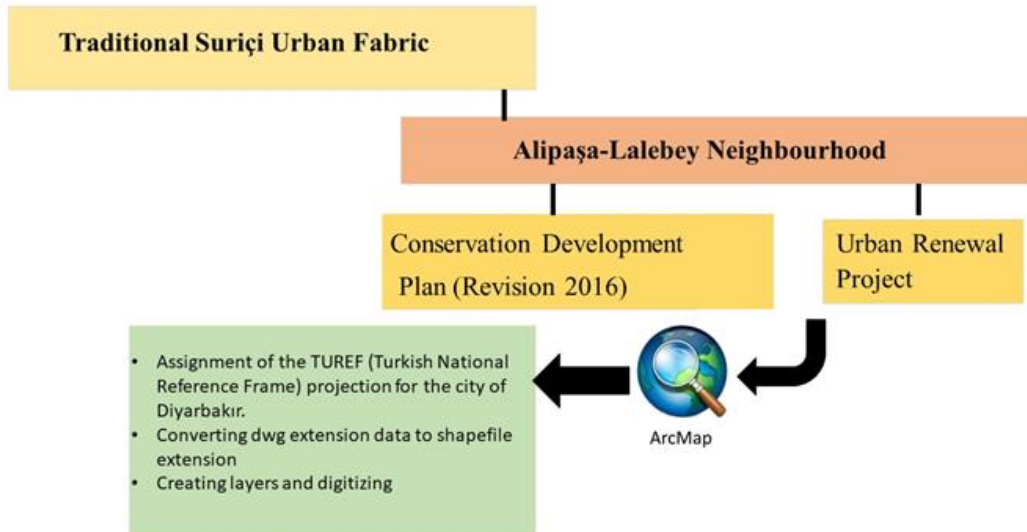 Traditional Suriçi Urban Fabric
Alipaşa-Lalebey Neighbourhood
Conservation Development
Plan (Revision 2016)
Urban Renewal
Project
• Assignment of the TUREF (Turkish National
Reference Frame) projection for the city of
Diyarbakır.
• Converting dwg extension data to shapefile
extension
• Creating layers and digitizing
ArcMap